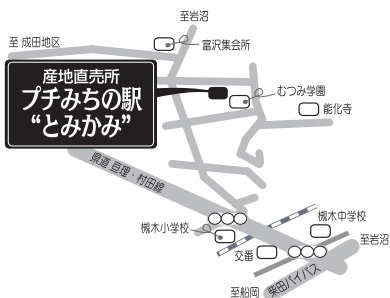 至岩沼
至 成田地区
富沢集会所
産地直売所
プチみちの駅
“とみかみ”
むつみ学園
能化寺
県道 亘理・村田線
槻木小学校
槻木中学校
交番
至岩沼
至船岡
柴田バイパス